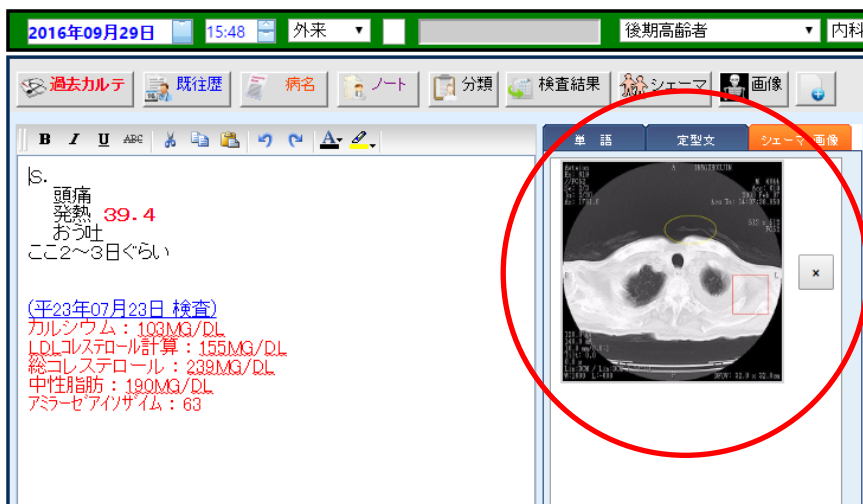 2016年09月29日 15:48 外来 後期高齢者 内科
過去カルテ 既往歴 病名 ノート 分類 検査結果 シェーマ 画像
B I U ABC A
単 語 定型文 シェーマ・画像
S.
頭痛
発熱 39.4
おう吐
ここ2～3日ぐらい
(平23年07月23日 検査)
カルシウム：103MG/DL
LDLコレステロール計算：155MG/DL
総コレステロール：239MG/DL
中性脂肪：190MG/DL
アミラーゼアイソザイム：63
A
R
L
×